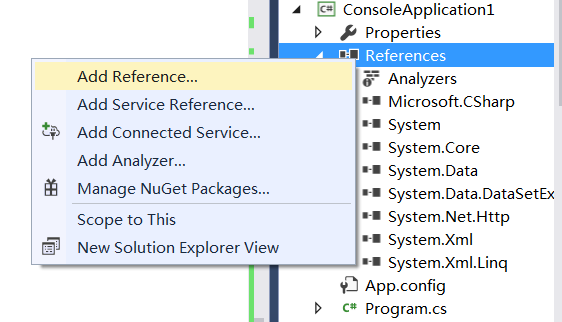 ConsoleApplication1
Properties
References
Analyzers
Microsoft.CSharp
System
System.Core
System.Data
System.Data.DataSetEx
System.Net.Http
System.Xml
System.Xml.Linq
App.config
C# Program.cs
Add Reference...
Add Service Reference...
Add Connected Service...
Add Analyzer...
Manage NuGet Packages...
Scope to This
New Solution Explorer View